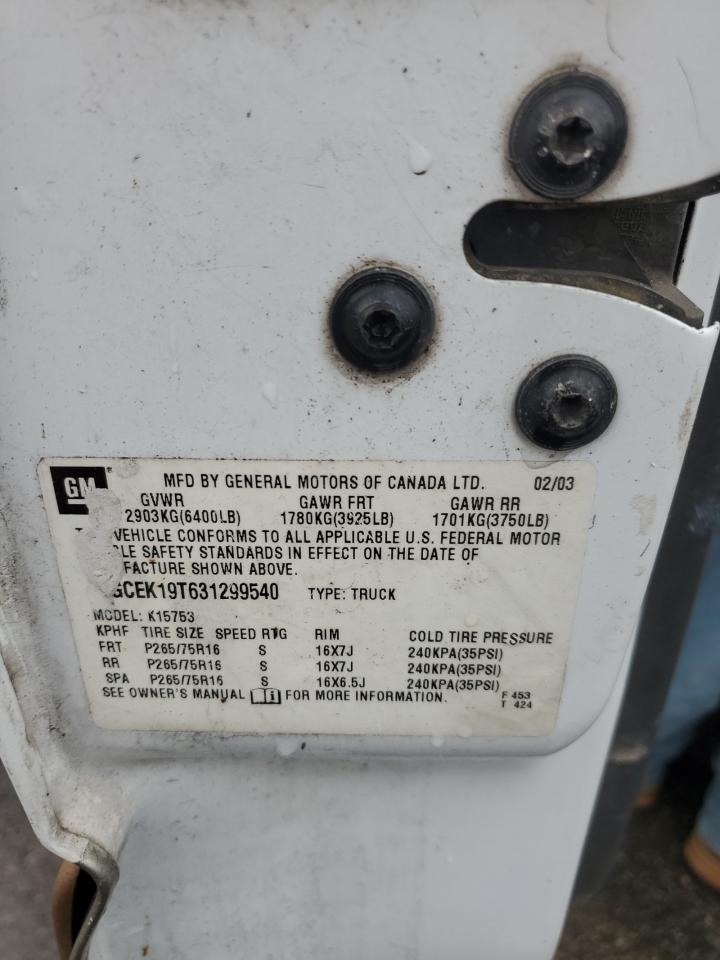 GM ® MFD BY GENERAL MOTORS OF CANADA LTD. 02/03
GVWR GAWR FRT GAWR RR
2903KG(6400LB) 1780KG(3925LB) 1701KG(3750LB)
VEHICLE CONFORMS TO ALL APPLICABLE U.S. FEDERAL MOTOR
LE SAFETY STANDARDS IN EFFECT ON THE DATE OF
FACTURE SHOWN ABOVE.
GCEK19T631299540 TYPE: TRUCK
MODEL: K15753
KPHF TIRE SIZE SPEED RTG RIM COLD TIRE PRESSURE
FRT P265/75R16 S 16X7J 240KPA(35PSI)
RR P265/75R16 S 16X7J 240KPA(35PSI)
SPA P265/75R16 S 16X6.5J 240KPA(35PSI)
SEE OWNER'S MANUAL i FOR MORE INFORMATION.
F 453
T 424